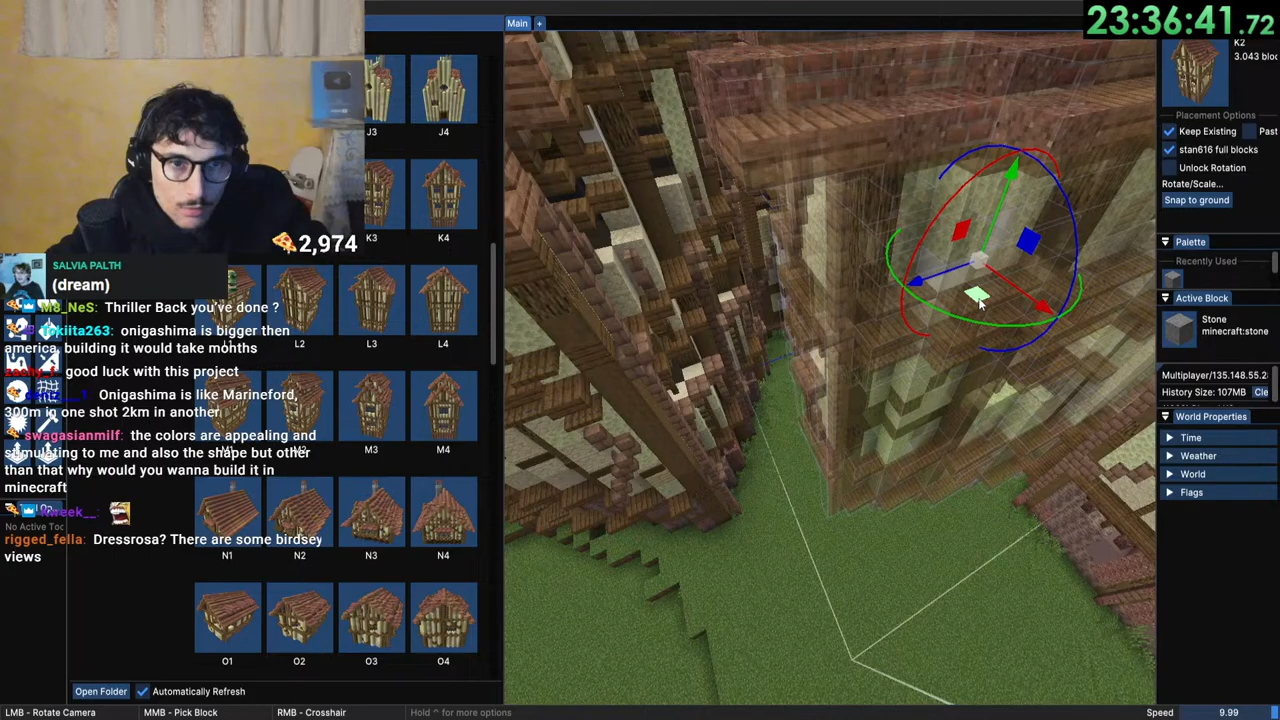 Main +
23:36:41.72
K2
3.043 bloc
Placement Options
Keep Existing Past
stan616 full blocks
Unlock Rotation
Rotate/Scale...
Snap to ground
Palette
Recently Used
Active Block
Stone
minecraft:stone
Multiplayer/135.148.55.2
History Size: 107MB Cle
World Properties
Time
Weather
World
Flags
J3 J4
K3 K4
2,974
SALVIA PALTH
(dream)
M8_NeS: Thriller Back you've done ?
L2 L3 L4
onigashima is bigger then
america, building it would take months
good luck with this project
Onigashima is like Marineford,
300m in one shot 2km in another
M3 M4
swagasianmilf: the colors are appealing and
stimulating to me and also the shape but other
than that why would you wanna build it in
minecraft
rigged_fella: Dressrosa? There are some birdsey
views
N1 N2 N3 N4
O1 O2 O3 O4
Open Folder Automatically Refresh
LMB - Rotate Camera MMB - Pick Block RMB - Crosshair Hold ^ for more options Speed 9.99